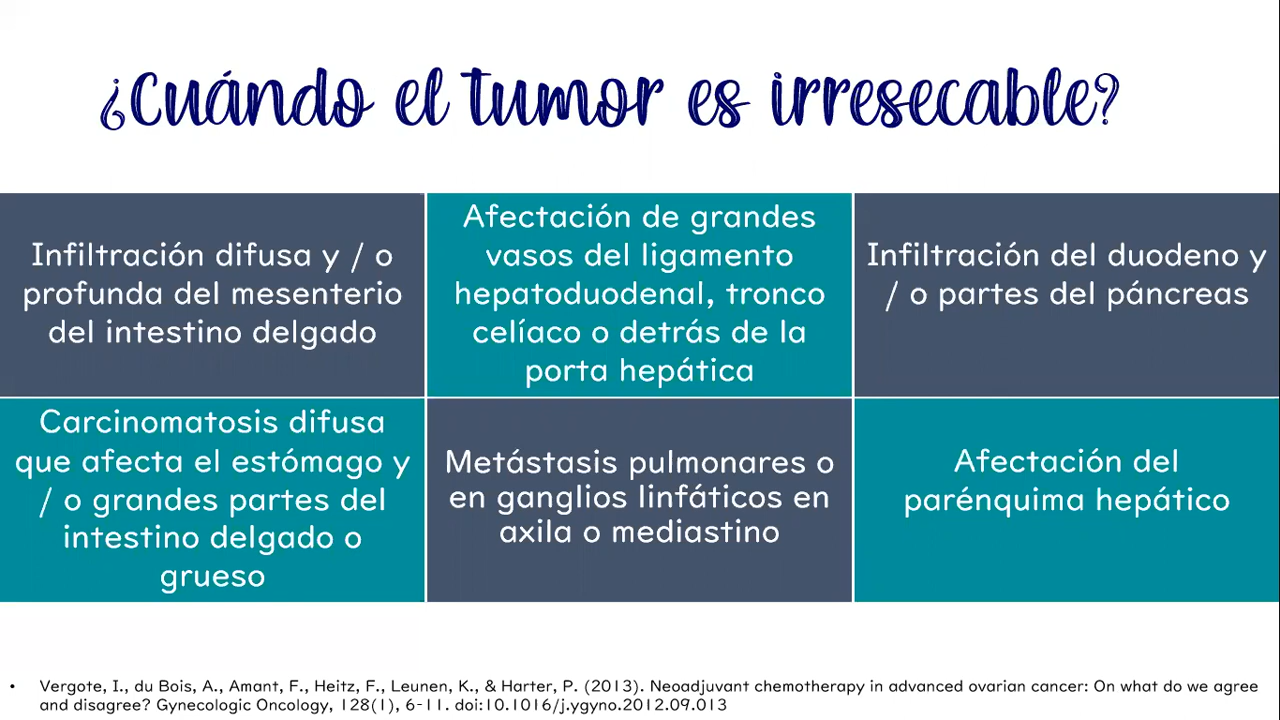 ¿Cuándo el tumor es irresecable?
Infiltración difusa y / o
profunda del mesenterio
del intestino delgado
Afectación de grandes
vasos del ligamento
hepatoduodenal, tronco
celíaco o detrás de la
porta hepática
Infiltración del duodeno y
/ o partes del páncreas
Carcinomatosis difusa
que afecta el estómago y
/ o grandes partes del
intestino delgado o
grueso
Metástasis pulmonares o
en ganglios linfáticos en
axila o mediastino
Afectación del
parénquima hepático
• Vergote, I., du Bois, A., Amant, F., Heitz, F., Leunen, K., & Harter, P. (2013). Neoadjuvant chemotherapy in advanced ovarian cancer: On what do we agree
and disagree? Gynecologic Oncology, 128(1), 6-11. doi:10.1016/j.ygyno.2012.09.013